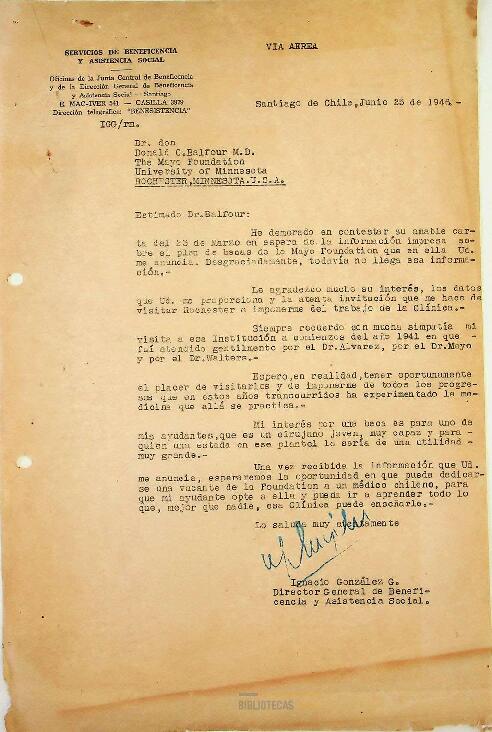 SERVICIOS DE BENEFICENCIA
Y ASISTENCIA SOCIAL
VIA AEREA
Oficinas de la Junta Central de Beneficencia
y de la Dirección General de Beneficencia
y Asistencia Social — Santiago
E. MAC-IVER 541 — CASILLA 3979
Dirección telegráfica: "BENESISTENCIA"
Santiago de Chile, Junio 25 de 1946.-
IGG/rm.
Dr. don
Donald C.Balfour M.D.
The Mayo Foundation
University of Minnesota
ROCHESTER,MINNESOTA.U.S.A.
Estimado Dr.Balfour:
He demorado en contestar su amable car-
ta del 23 de Marzo en espera de la información impresa so-
bre el plan de becas de la Mayo Foundation que en ella Ud.
me anuncia. Desgraciadamente, todavía no llega esa informa-
ción.-
Le agradezco mucho su interés, los datos
que Ud. me proporciona y la atenta invitación que me hace de
visitar Rochester e imponerme del trabajo de la Clínica.-
Siempre recuerdo con mucha simpatía mi
visita a esa Institución a comienzos del año 1941 en que -
fuí atendido gentilmente por el Dr.Alvarez, por el Dr.Mayo
y por el Dr.Walters.-
Espero,en realidad,tener oportunamente
el placer de visitarlos y de imponerme de todos los progre-
sos que en estos años transcurridos ha experimentado la me-
dicina que allá se practica.-
Mi interés por una beca es para uno de
mis ayudantes,que es un cirujano joven, muy capaz y para -
quien una estada en ese plantel le sería de una utilidad -
muy grande.-
Una vez recibida la información que Ud.
me anuncia, esperaremos la oportunidad en que pueda dedicar-
se una vacante de la Foundation a un médico chileno, para
que mi ayudante opte a ella y pueda ir a aprender todo lo
que, mejor que nadie, esa Clínica puede enseñarle.-
Lo saluda muy atentamente
Ignacio González G.
Director General de Benefi-
cencia y Asistencia Social.
BIBLIOTECAS